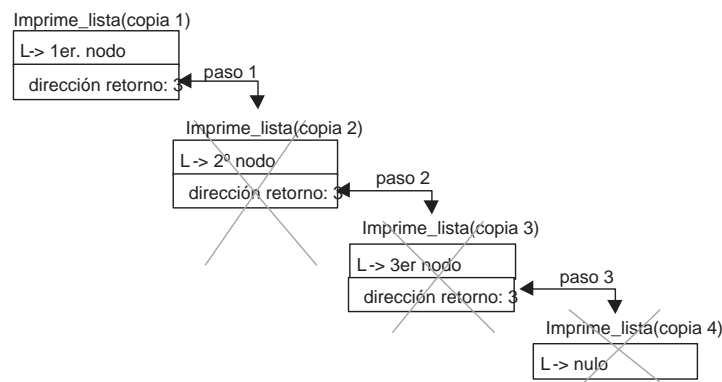 Imprime_lista(copia 1)
L-> 1er. nodo
dirección retorno: 3
paso 1
Imprime_lista(copia 2)
L-> 2º nodo
dirección retorno: 3
paso 2
Imprime_lista(copia 3)
L-> 3er nodo
dirección retorno: 3
paso 3
Imprime_lista(copia 4)
L-> nulo